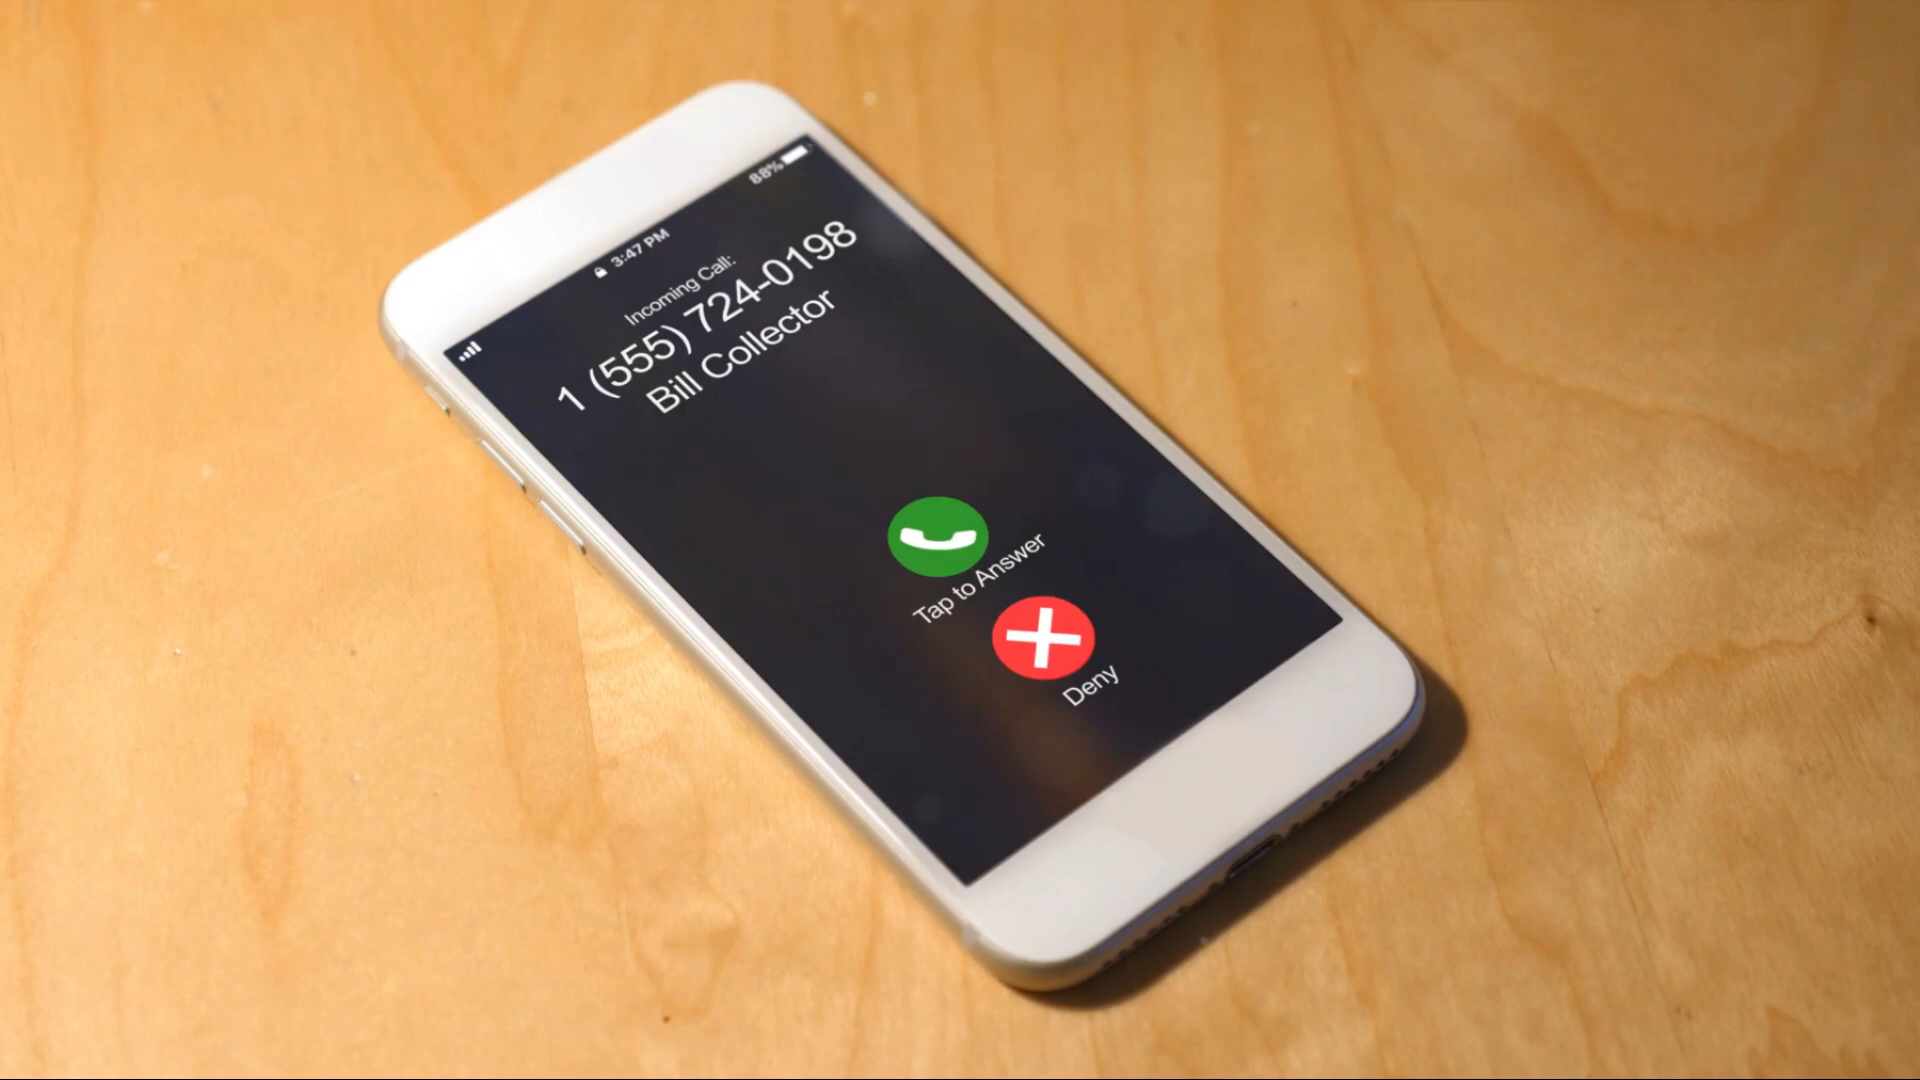 88%
3:47 PM
Incoming Call:
1 (555) 724-0198
Bill Collector
Tap to Answer
Deny